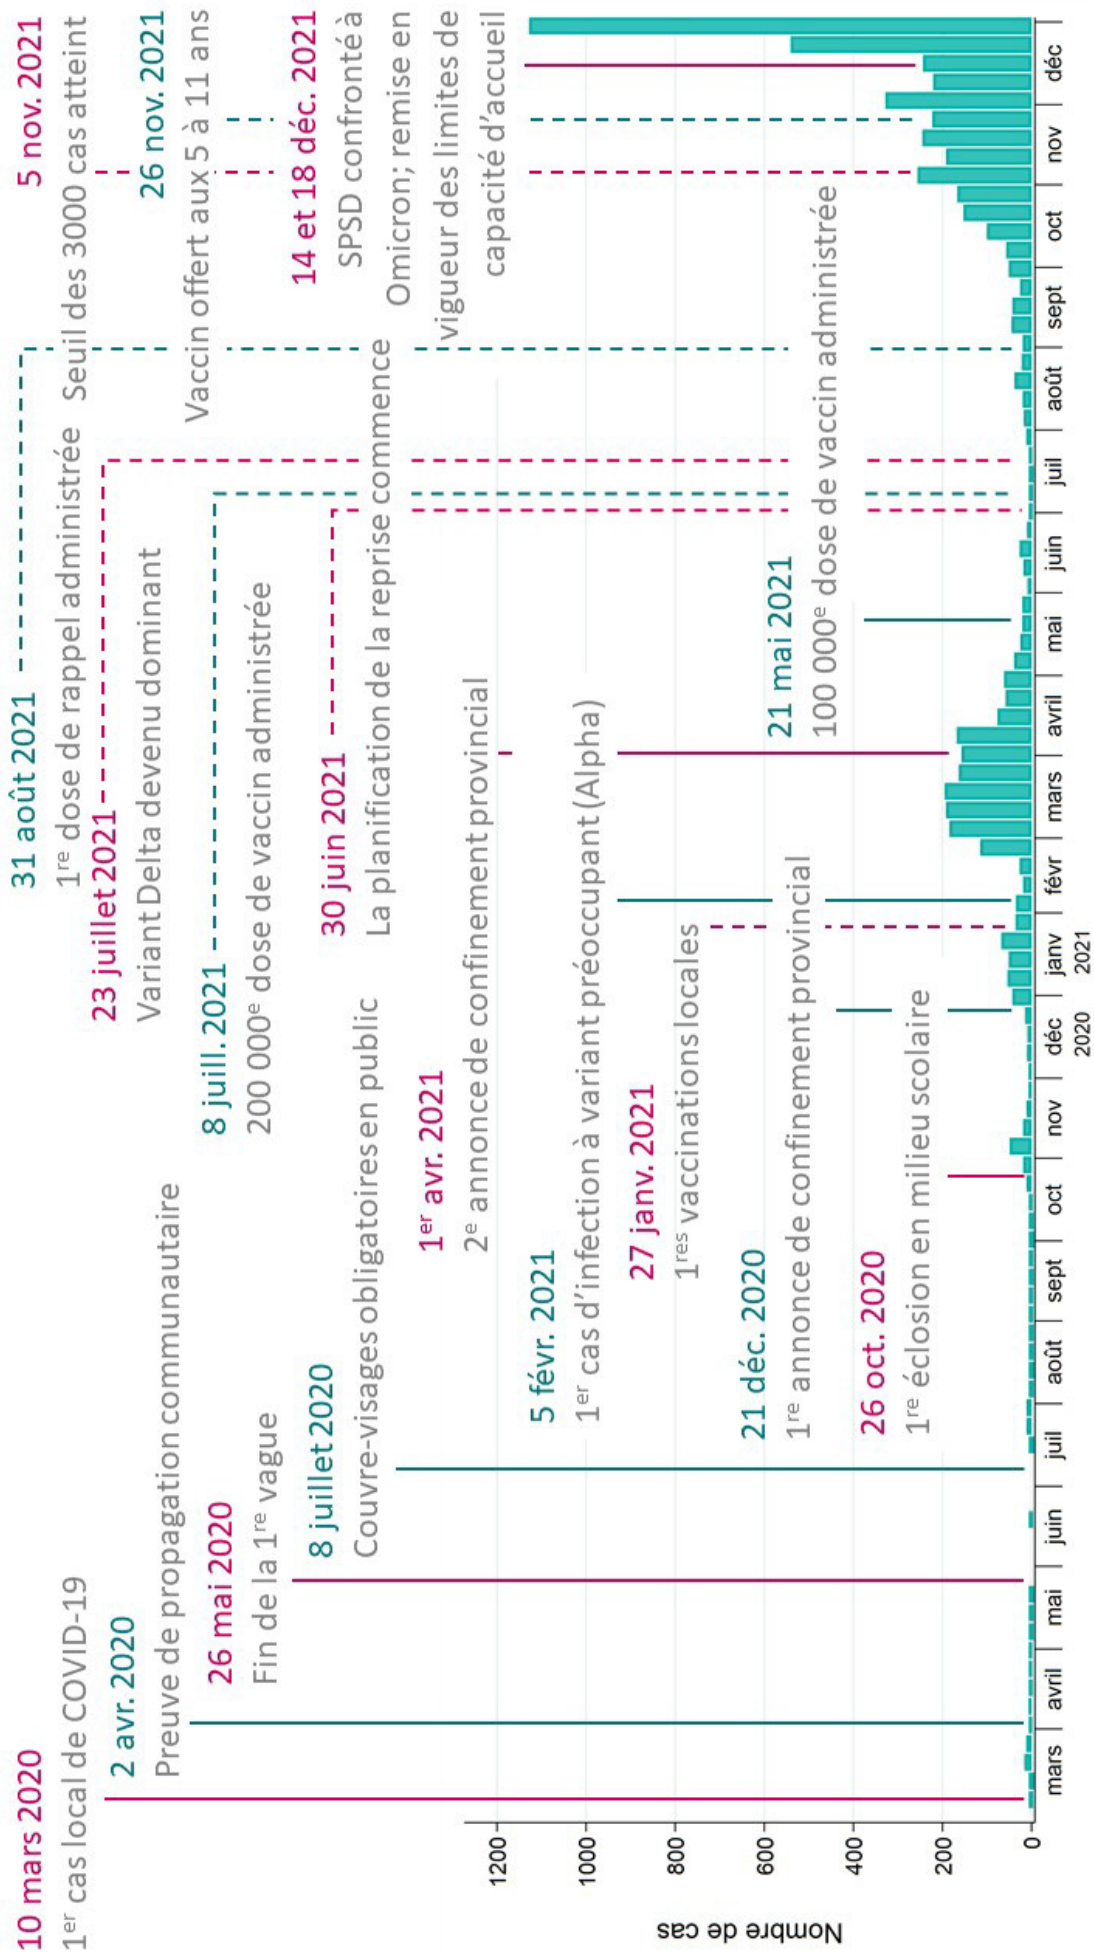 10 mars 2020
1er cas local de COVID-19
2 avr. 2020
Preuve de propagation communautaire
26 mai 2020
Fin de la 1re vague
8 juillet 2020
Couvre-visages obligatoires en public
26 oct. 2020
1re éclosion en milieu scolaire
21 déc. 2020
1re annonce de confinement provincial
27 janv. 2021
1res vaccinations locales
5 févr. 2021
1er cas d'infection à variant préoccupant (Alpha)
1er avr. 2021
2e annonce de confinement provincial
21 mai 2021
100 000e dose de vaccin administrée
30 juin 2021
La planification de la reprise commence
8 juill. 2021
200 000e dose de vaccin administrée
23 juillet 2021
Variant Delta devenu dominant
31 août 2021
1re dose de rappel administrée
5 nov. 2021
Seuil des 3000 cas atteint
26 nov. 2021
Vaccin offert aux 5 à 11 ans
14 et 18 déc. 2021
SPSD confronté à
Omicron; remise en
vigueur des limites de
capacité d'accueil
Nombre de cas
1200
1000
800
600
400
200
0
mars avril mai juin juil août sept oct nov déc janv févr mars avril mai juin juil août sept oct nov déc
2020 2021